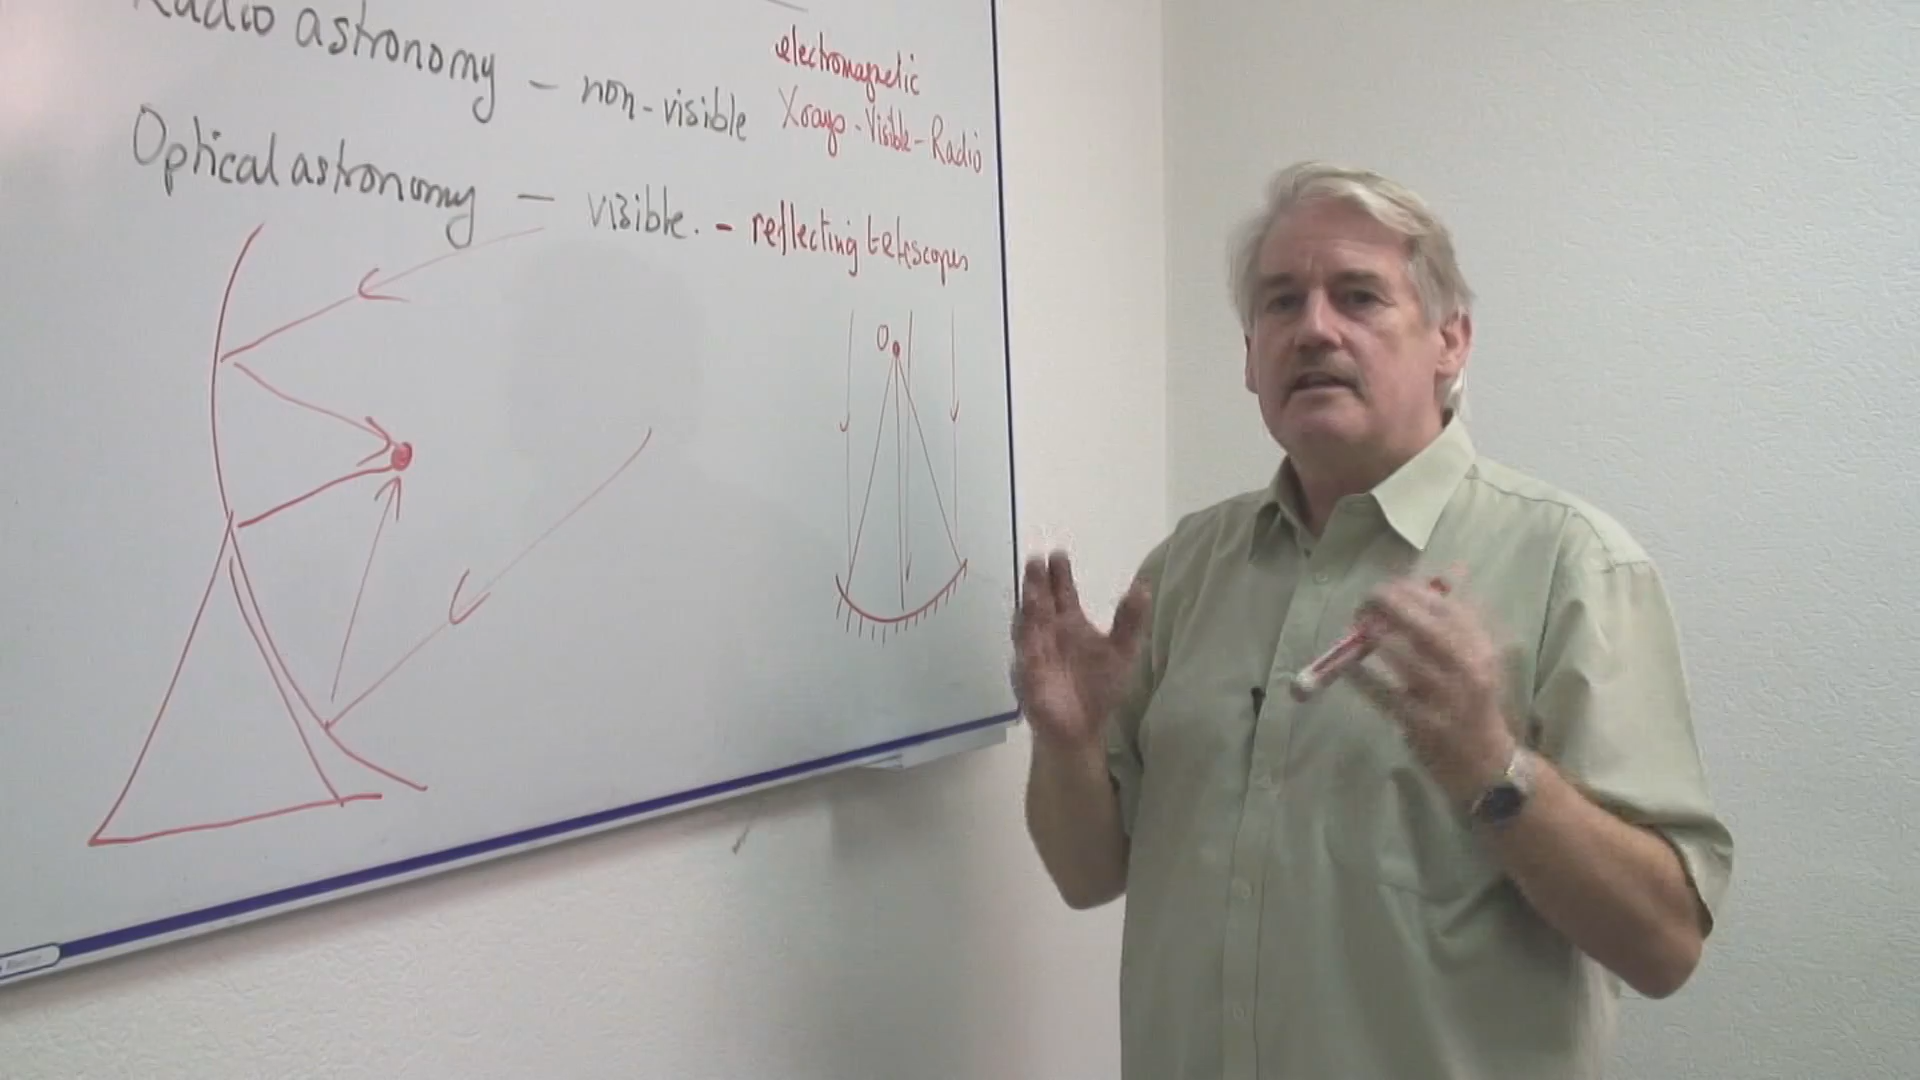 Radio astronomy - non-visible
electromagnetic
Xrays-Visible-Radio
Optical astronomy - visible. - reflecting telescopes
O